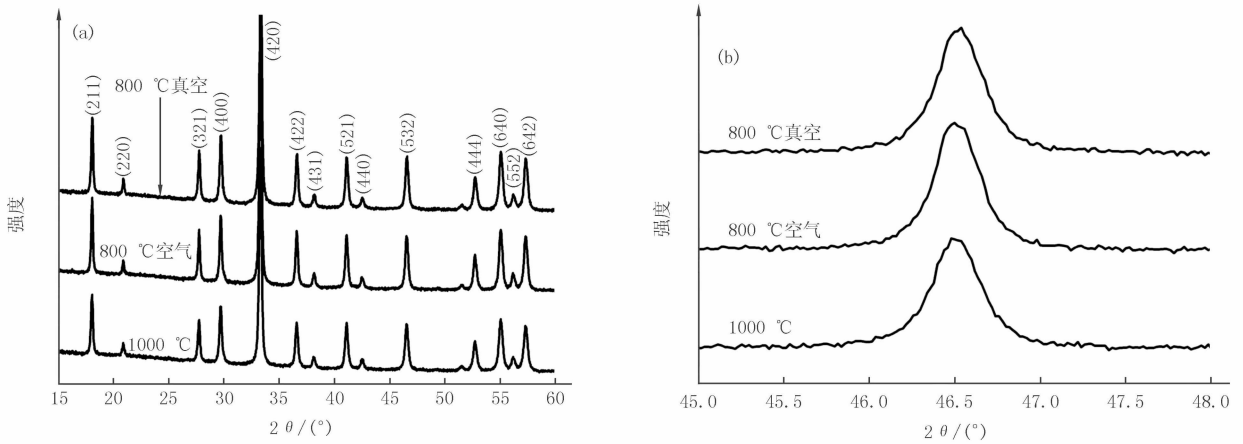 (a)
(211)
(220)
800 ℃真空
(321)
(400)
(420)
(422)
(431)
(521)
(440)
(532)
(444)
(640)
(552)
(642)
800 ℃空气
1000 ℃
强度
15 20 25 30 35 40 45 50 55 60
2 θ/(°)
(b)
800 ℃真空
800 ℃空气
1000 ℃
强度
45.0 45.5 46.0 46.5 47.0 47.5 48.0
2 θ/(°)